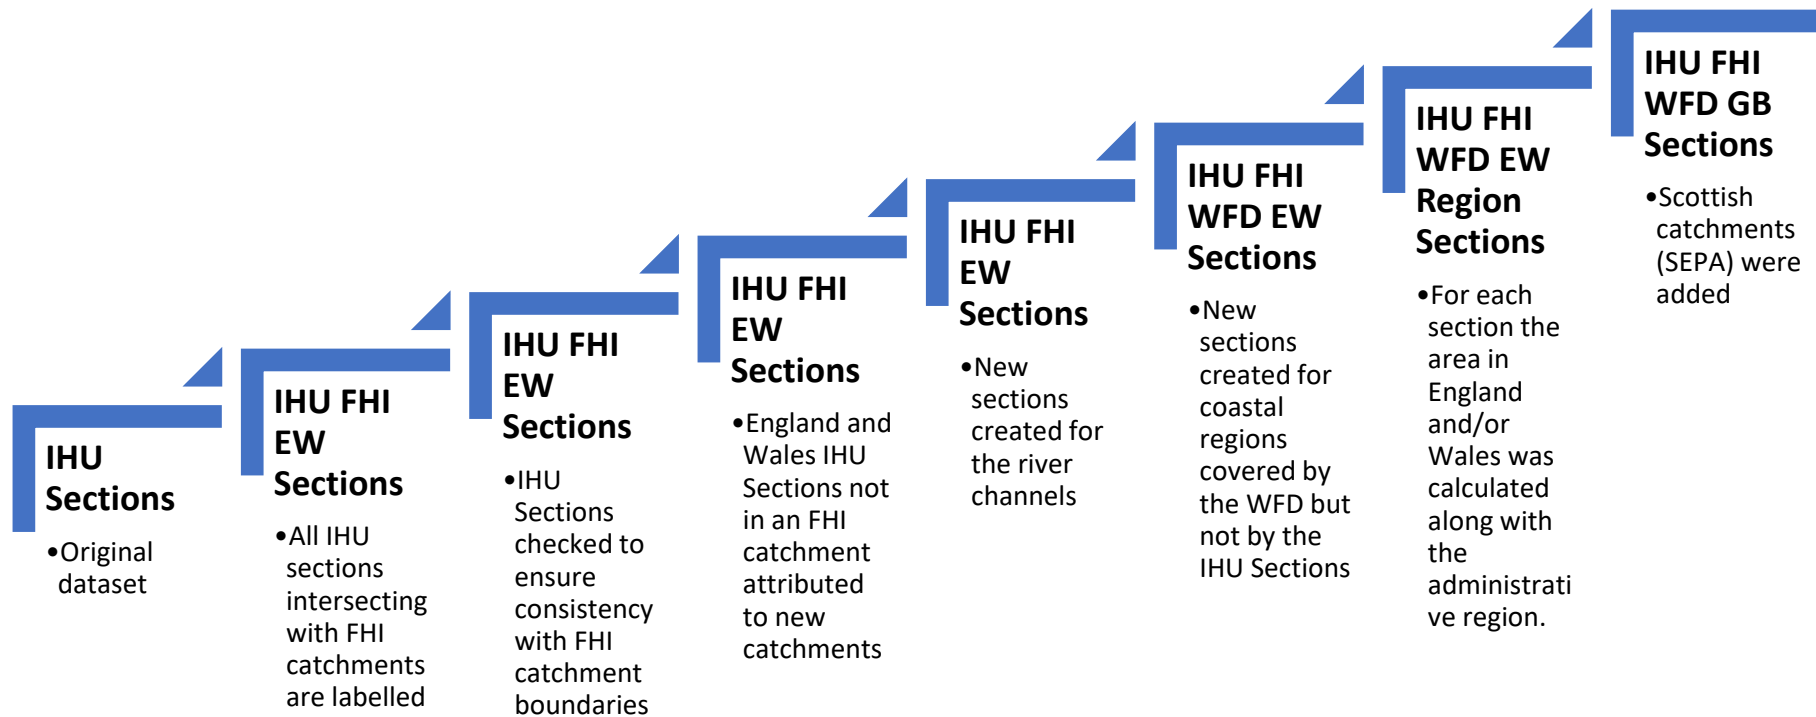 IHU
Sections
•Original
dataset
IHU FHI
EW
Sections
•All IHU
sections
intersecting
with FHI
catchments
are labelled
IHU FHI
EW
Sections
•IHU
Sections
checked to
ensure
consistency
with FHI
catchment
boundaries
IHU FHI
EW
Sections
•England and
Wales IHU
Sections not
in an FHI
catchment
attributed
to new
catchments
IHU FHI
EW
Sections
•New
sections
created for
the river
channels
IHU FHI
WFD EW
Sections
•New
sections
created for
coastal
regions
covered by
the WFD but
not by the
IHU Sections
IHU FHI
WFD EW
Region
Sections
•For each
section the
area in
England
and/or
Wales was
calculated
along with
the
administrati
ve region.
IHU FHI
WFD GB
Sections
•Scottish
catchments
(SEPA) were
added